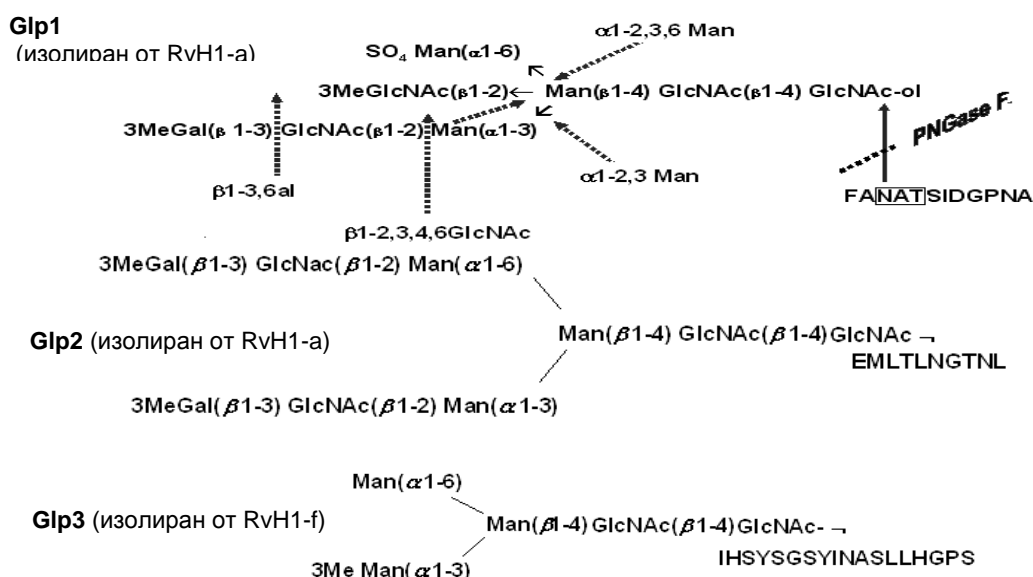 Glp1
(изолиран от RvH1-a)
α1-2,3,6 Man
SO4 Man(α1-6)
3MeGlcNAc(β1-2)← Man(β1-4) GlcNAc(β1-4) GlcNAc-ol
3MeGal(β 1-3) GlcNAc(β1-2) Man(α1-3)
PNGase F
β1-3,6al
α1-2,3 Man
FANATSIDGPNA
β1-2,3,4,6GlcNAc
3MeGal(β1-3) GlcNac(β1-2) Man(α1-6)
Glp2 (изолиран от RvH1-a)
Man(β1-4) GlcNAc(β1-4)GlcNAc ¬
EMLTLNGTNL
3MeGal(β1-3) GlcNAc(β1-2) Man(α1-3)
Man(α1-6)
Glp3 (изолиран от RvH1-f)
Man(β1-4)GlcNAc(β1-4)GlcNAc- ¬
IHSYSGSYINASLLHGPS
3Me Man(α1-3)